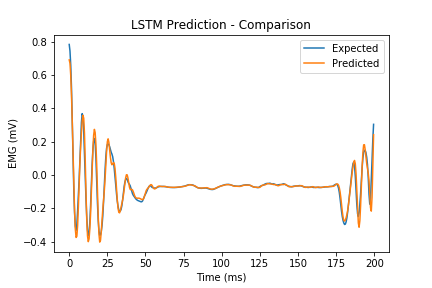 LSTM Prediction - Comparison
Expected
Predicted
EMG (mV)
0.8
0.6
0.4
0.2
0.0
−0.2
−0.4
0 25 50 75 100 125 150 175 200
Time (ms)